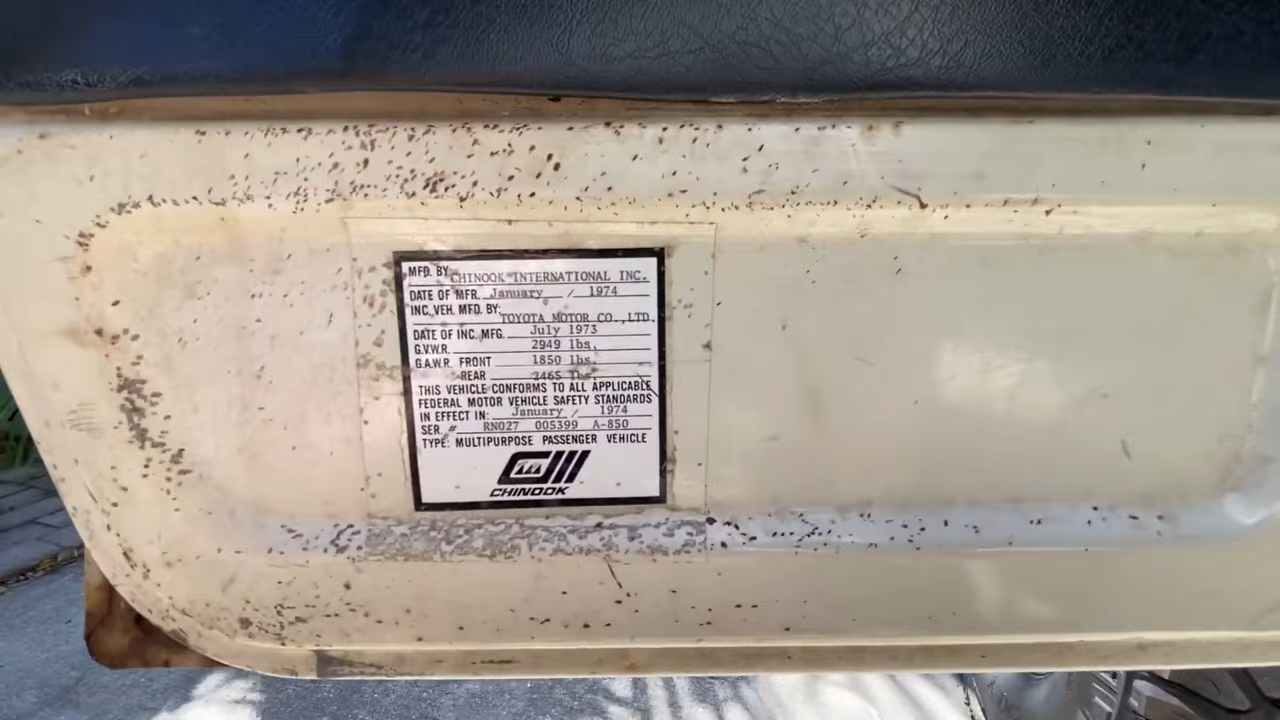 MFD. BY: CHINOOK INTERNATIONAL INC.
DATE OF MFR. January / 1974
INC. VEH. MFD. BY:
TOYOTA MOTOR CO.,LTD.
DATE OF INC. MFG. July 1973
G.V.W.R. 2949 lbs.
G.A.W.R. FRONT 1850 lbs.
REAR 2465 lbs.
THIS VEHICLE CONFORMS TO ALL APPLICABLE
FEDERAL MOTOR VEHICLE SAFETY STANDARDS
IN EFFECT IN: January / 1974
SER. # RN027 005399 A-850
TYPE: MULTIPURPOSE PASSENGER VEHICLE
CHINOOK